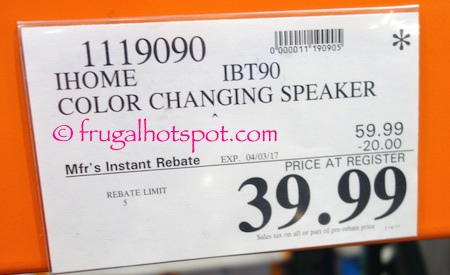 1119090
0000011190905
*
IHOME IBT90
COLOR CHANGING SPEAKER
© frugalhotspot.com
59.99
Mfr's Instant Rebate EXP. 04/03/17 -20.00
PRICE AT REGISTER
REBATE LIMIT
5
39.99
Sales tax on all or part of pre-rebate price